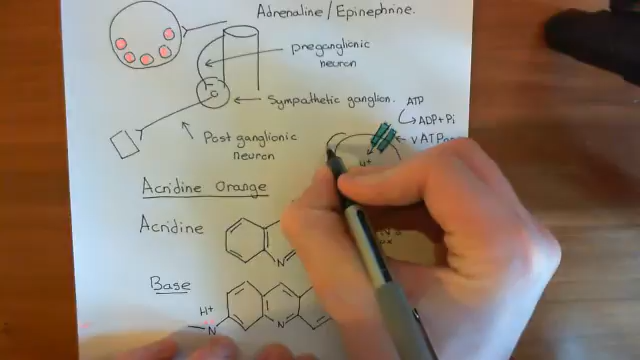 Adrenaline/Epinephrine.
preganglionic
neuron
Sympathetic ganglion.
ATP
ADP+Pi
H+
Post ganglionic
neuron
Acridine Orange
Acridine
N
Base
H+
N
N